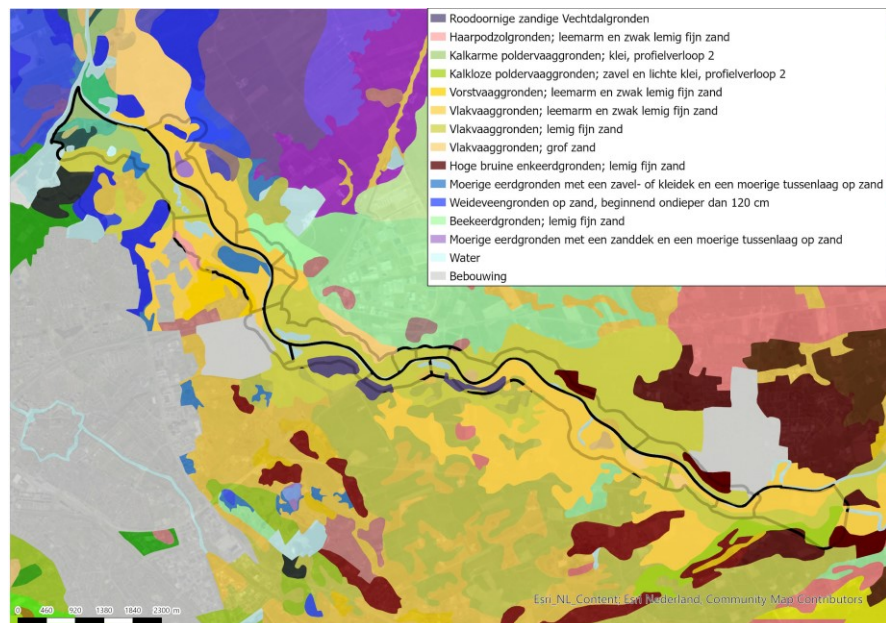 Roodoornige zandige Vechtdalgronden
Haarpodzolgronden; leemarm en zwak lemig fijn zand
Kalkarme poldervaaggronden; klei, profielverloop 2
Kalkloze poldervaaggronden; zavel en lichte klei, profielverloop 2
Vorstvaaggronden; leemarm en zwak lemig fijn zand
Vlakvaaggronden; leemarm en zwak lemig fijn zand
Vlakvaaggronden; lemig fijn zand
Vlakvaaggronden; grof zand
Hoge bruine enkeerdgronden; lemig fijn zand
Moerige eerdgronden met een zavel- of kleidek en een moerige tussenlaag op zand
Weideveengronden op zand, beginnend ondieper dan 120 cm
Beekeerdgronden; lemig fijn zand
Moerige eerdgronden met een zanddek en een moerige tussenlaag op zand
Water
Bebouwing
0 460 920 1380 1840 2300 m
Esri_NL_Content; Esri Nederland, Community Map Contributors